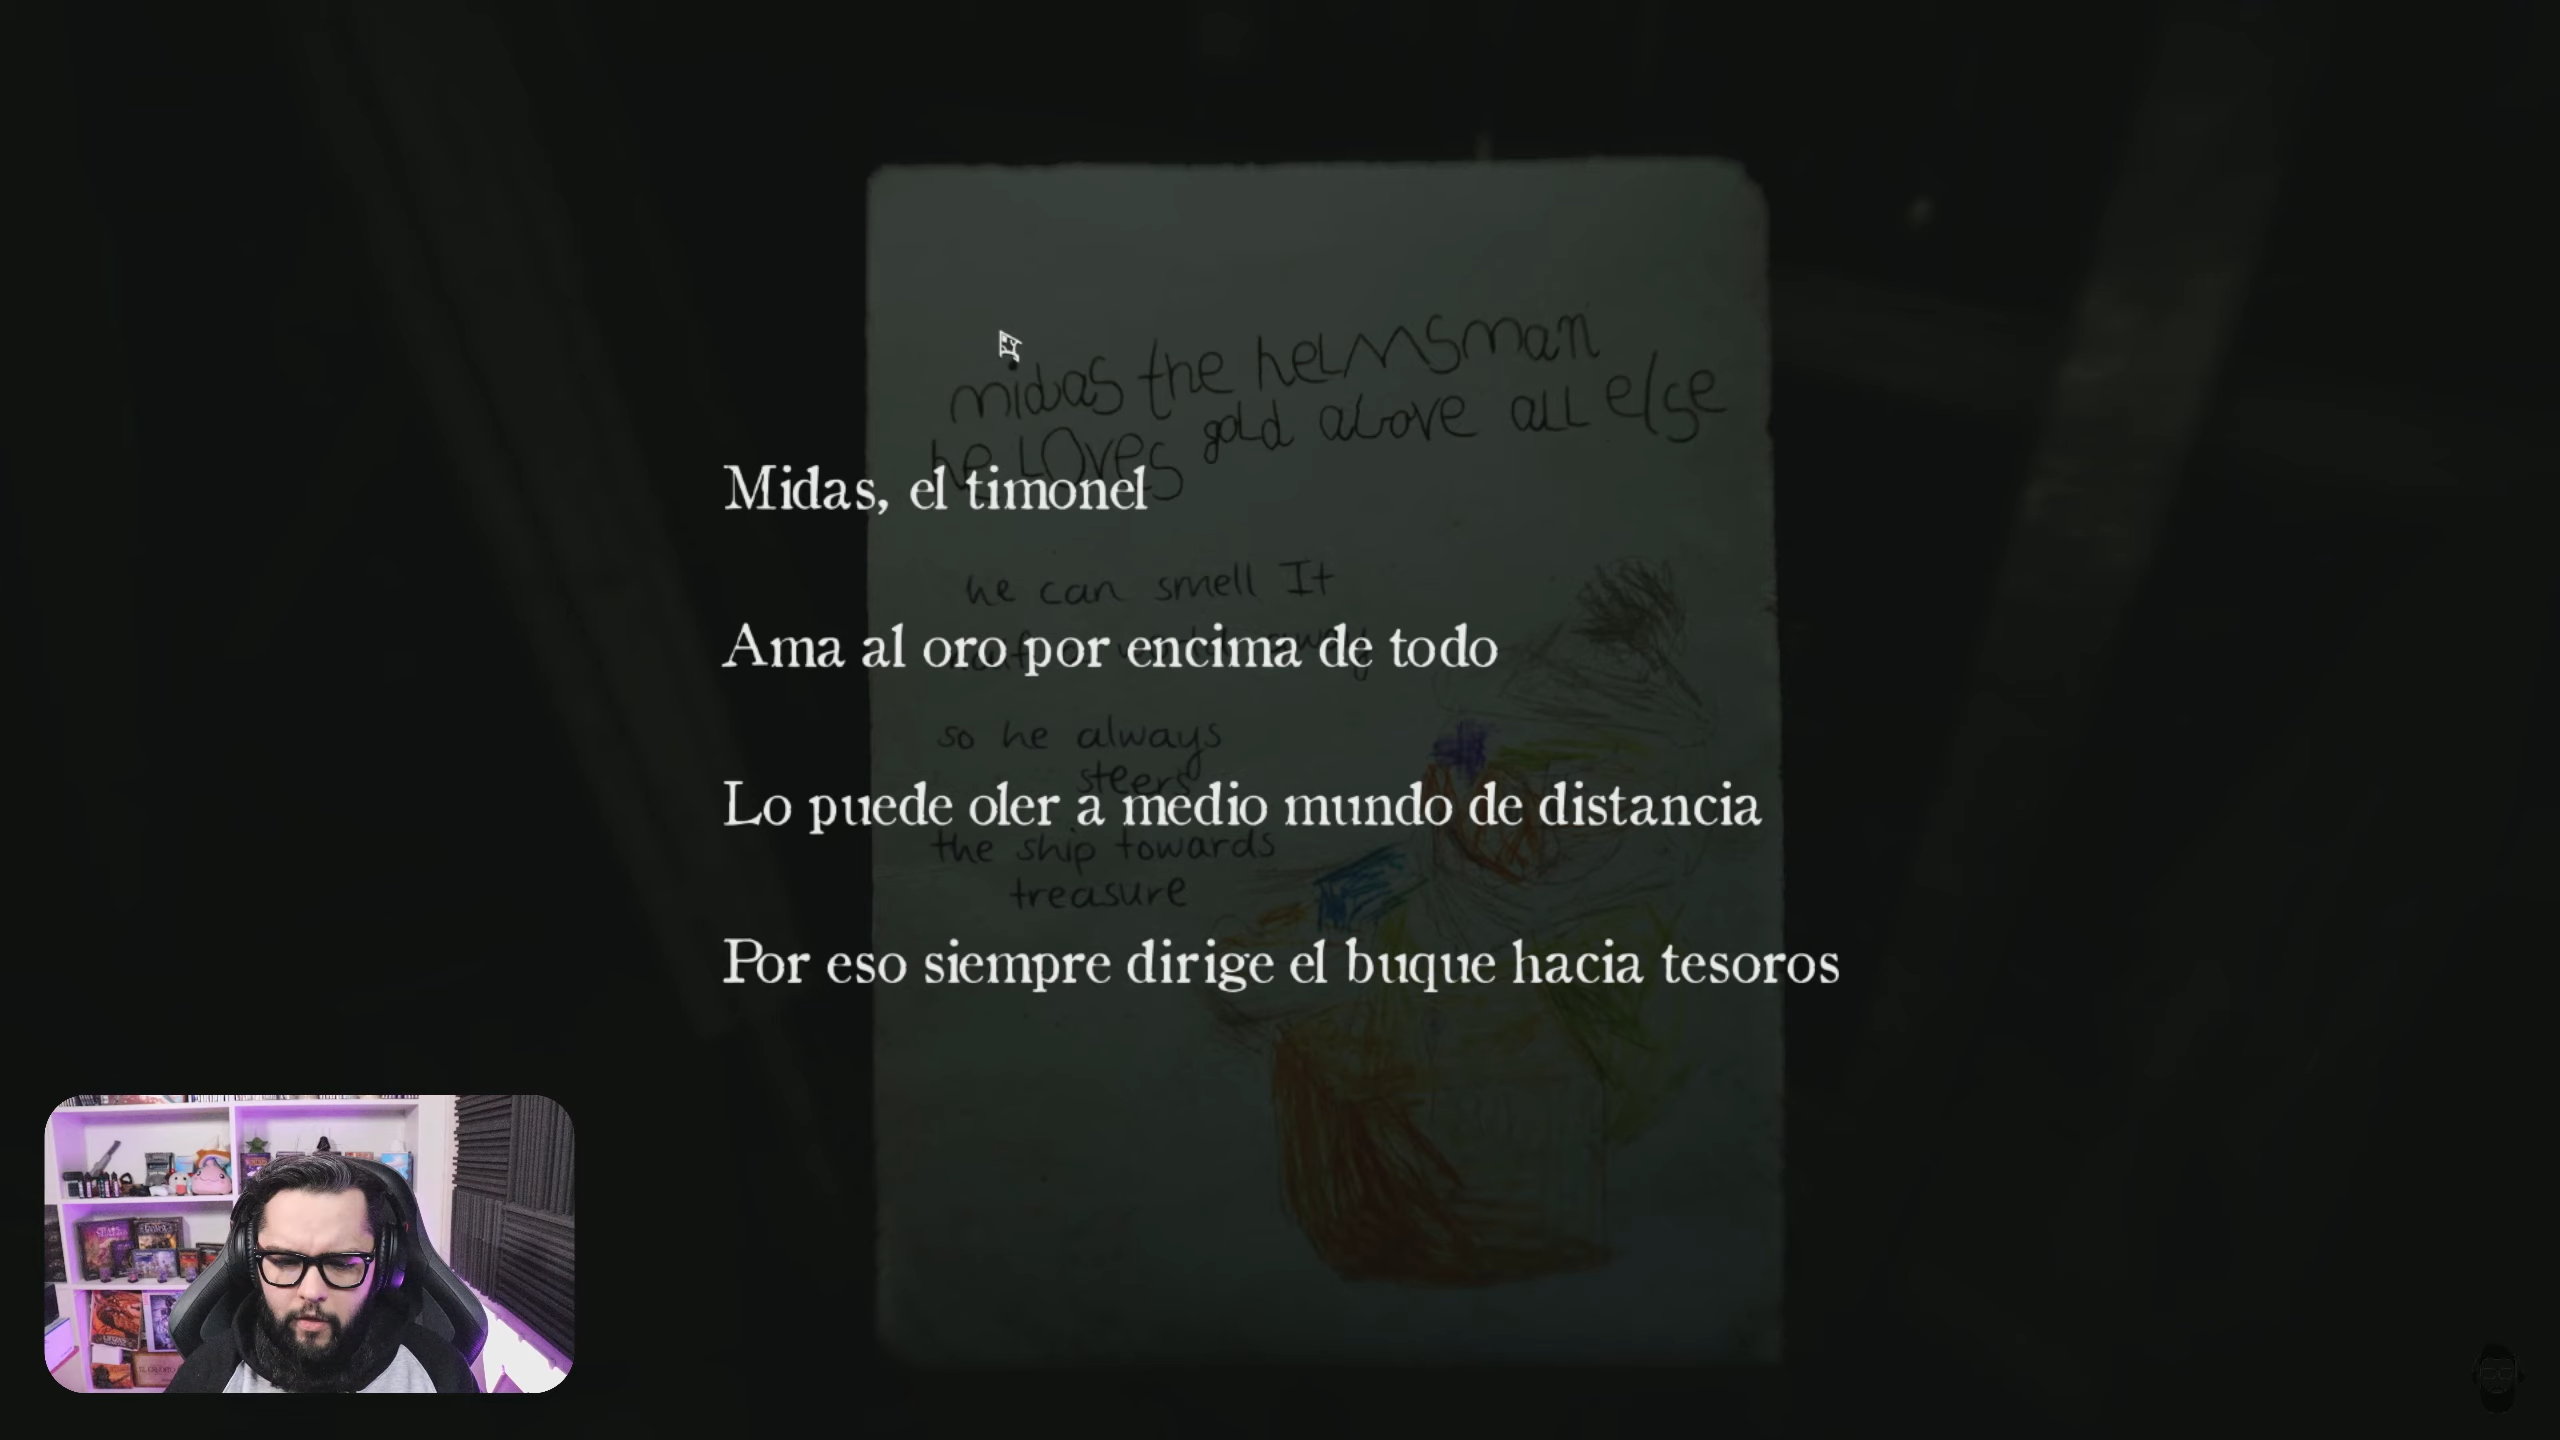 midas the helmsman
he loves gold above all else
Midas, el timonel
he can smell It
Ama al oro por encima de todo
so he always
steers
Lo puede oler a medio mundo de distancia
the ship towards
treasure
Por eso siempre dirige el buque hacia tesoros